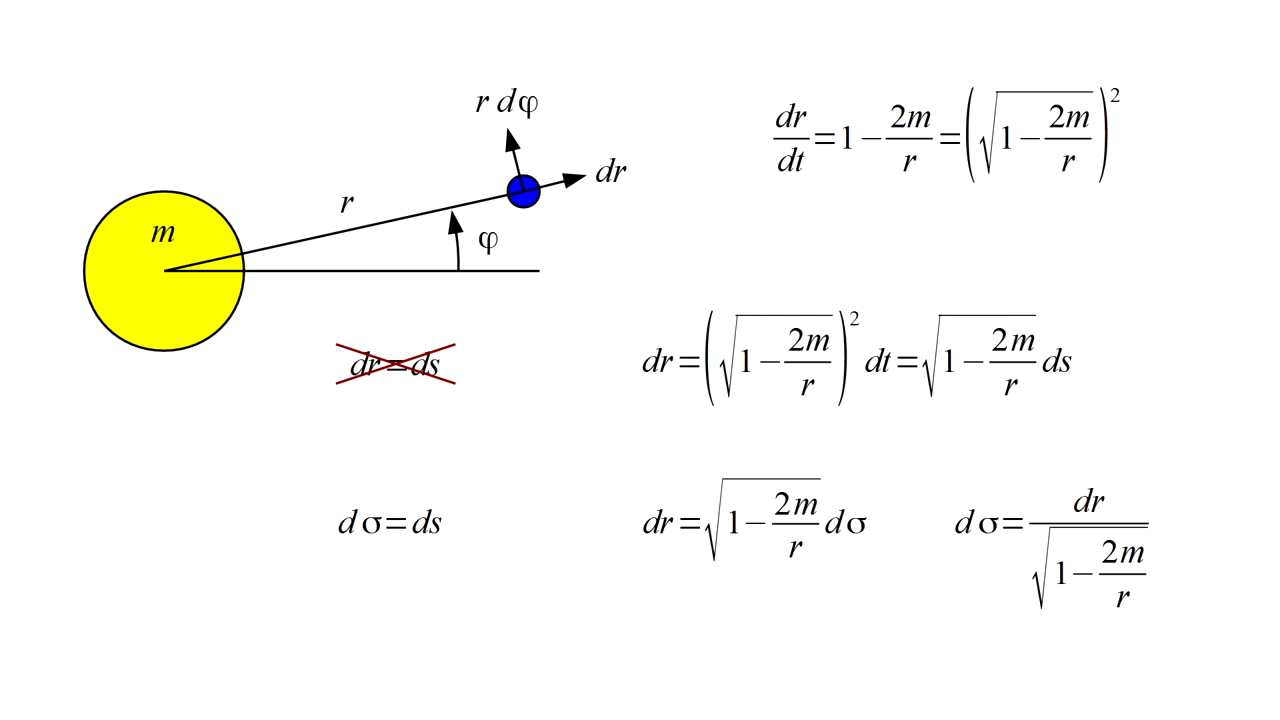 r dφ
dr
r
m
φ
dr/dt = 1 − 2m/r = (√(1 − 2m/r))²
dr = ds
dr = (√(1 − 2m/r))² dt = √(1 − 2m/r) ds
dσ = ds
dr = √(1 − 2m/r) dσ
dσ = dr/√(1 − 2m/r)